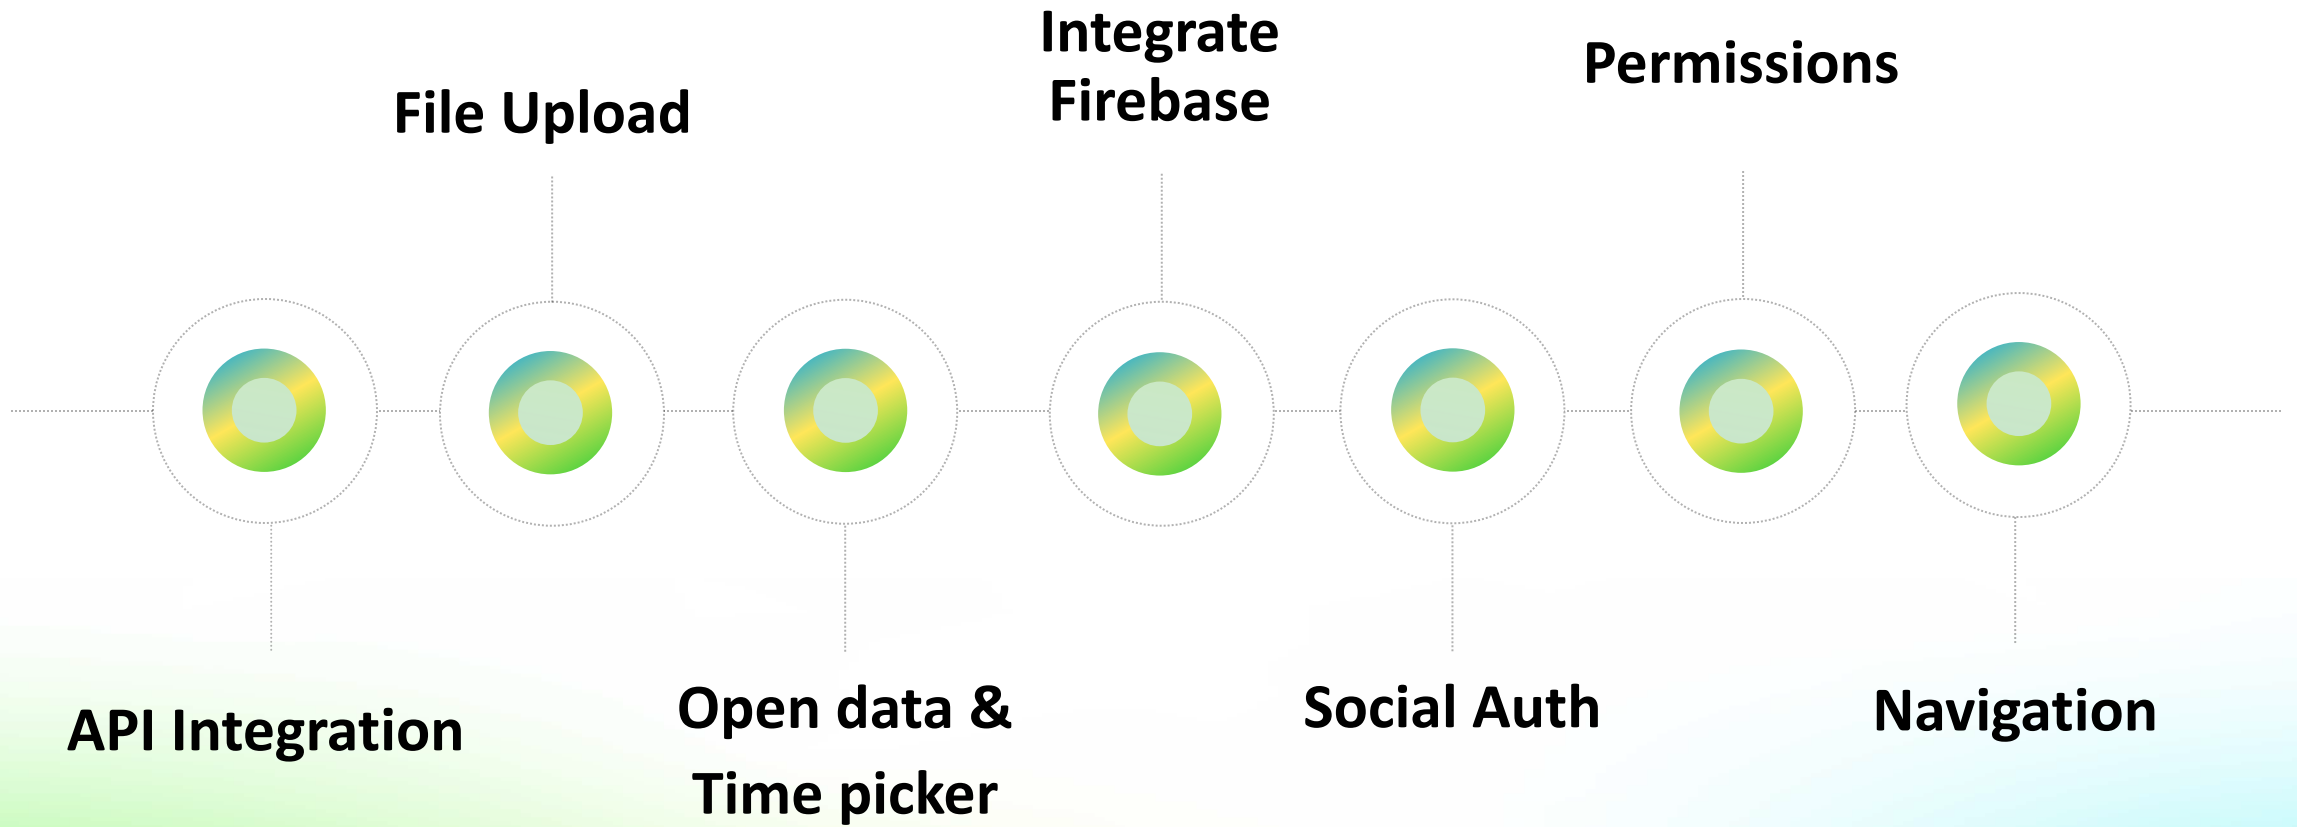 Integrate
Firebase
Permissions
File Upload
API Integration
Open data &
Time picker
Social Auth
Navigation